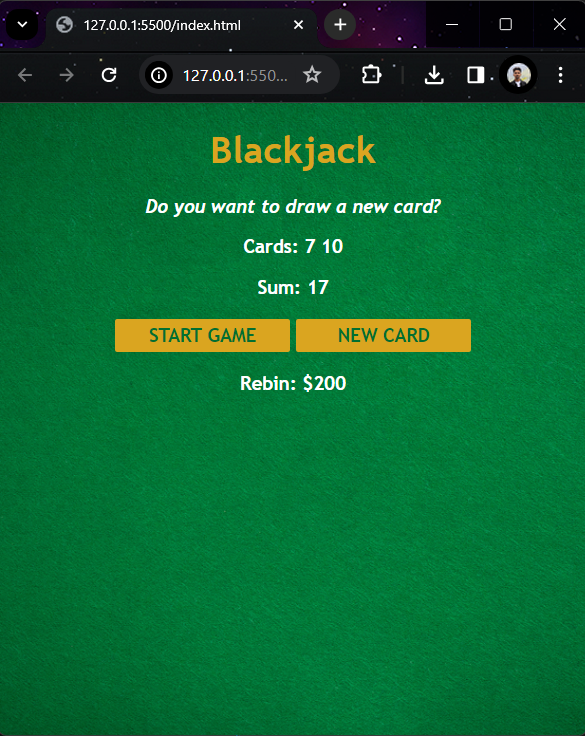 127.0.0.1:5500/index.html
127.0.0.1:550...
Blackjack
Do you want to draw a new card?
Cards: 7 10
Sum: 17
START GAME NEW CARD
Rebin: $200